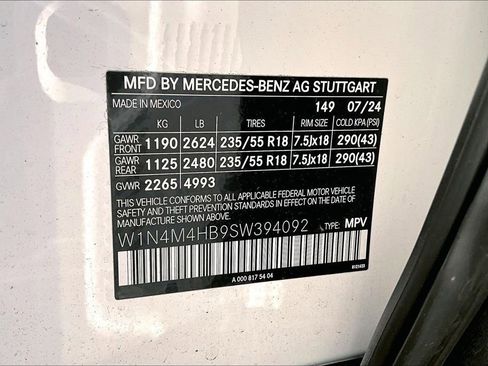 MFD BY MERCEDES-BENZ AG STUTTGART
MADE IN MEXICO 149 07/24
KG LB TIRES RIM SIZE COLD KPA (PSI)
GAWR FRONT 1190 2624 235/55 R18 7.5Jx18 290(43)
GAWR REAR 1125 2480 235/55 R18 7.5Jx18 290(43)
GWR 2265 4993
THIS VEHICLE CONFORMS TO ALL APPLICABLE FEDERAL MOTOR VEHICLE
SAFETY AND THEFT PREVENTION STANDARDS IN EFFECT ON THE DATE OF
MANUFACTURE SHOWN ABOVE.
W1N4M4HB9SW394092 TYPE: MPV
A 000 817 54 04